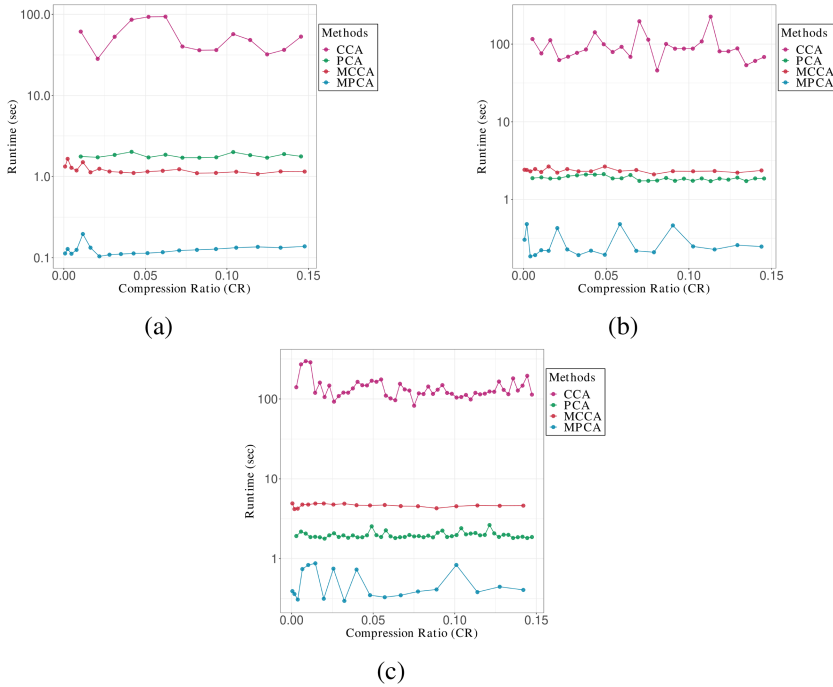 100.0
10.0
1.0
0.1
Runtime (sec)
0.00
0.05
0.10
0.15
Compression Ratio (CR)
Methods
CCA
PCA
MCCA
MPCA
(a)
100
10
1
Runtime (sec)
0.00
0.05
0.10
0.15
Compression Ratio (CR)
Methods
CCA
PCA
MCCA
MPCA
(b)
100
10
1
Runtime (sec)
0.00
0.05
0.10
0.15
Compression Ratio (CR)
Methods
CCA
PCA
MCCA
MPCA
(c)